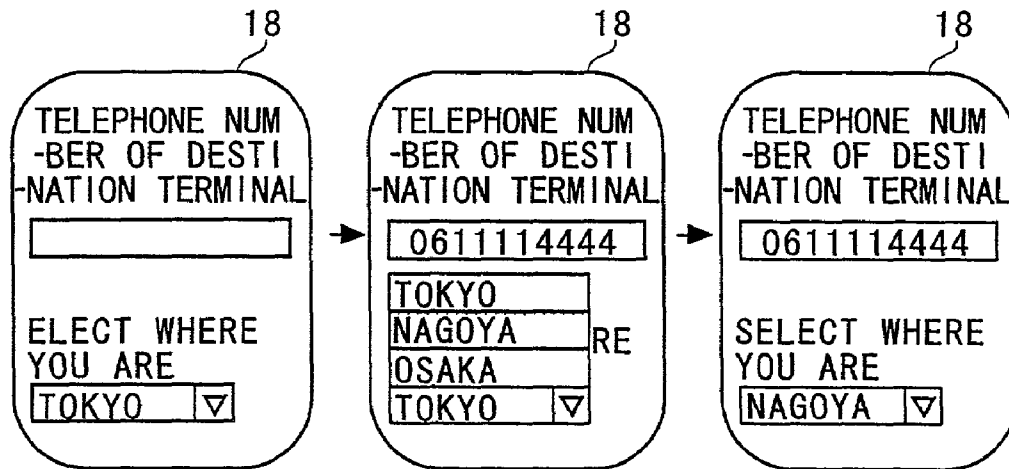 18
TELEPHONE NUM
-BER OF DESTI
-NATION TERMINAL
ELECT WHERE
YOU ARE
TOKYO
18
TELEPHONE NUM
-BER OF DESTI
-NATION TERMINAL
0611114444
TOKYO
NAGOYA
RE
OSAKA
TOKYO
18
TELEPHONE NUM
-BER OF DESTI
-NATION TERMINAL
0611114444
SELECT WHERE
YOU ARE
NAGOYA